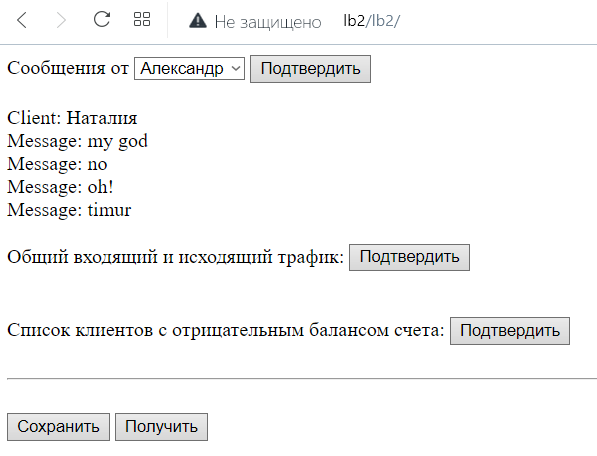 Не защищено lb2/lb2/
Сообщения от Александр Подтвердить
Client: Наталия
Message: my god
Message: no
Message: oh!
Message: timur
Общий входящий и исходящий трафик: Подтвердить
Список клиентов с отрицательным балансом счета: Подтвердить
Сохранить Получить